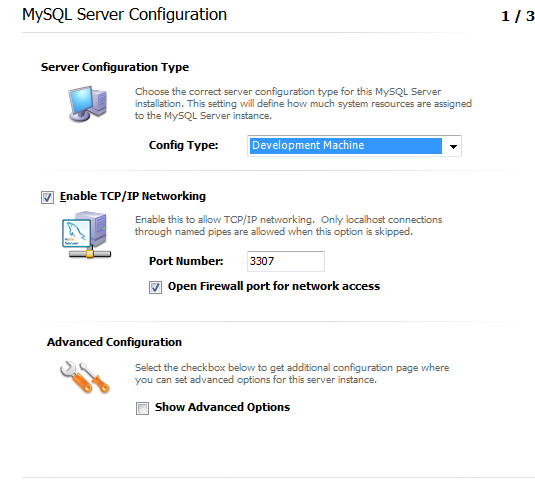 MySQL Server Configuration 1 / 3
Server Configuration Type
Choose the correct server configuration type for this MySQL Server
installation. This setting will define how much system resources are assigned
to the MySQL Server instance.
Config Type: Development Machine
Enable TCP/IP Networking
Enable this to allow TCP/IP networking. Only localhost connections
through named pipes are allowed when this option is skipped.
Port Number: 3307
Open Firewall port for network access
Advanced Configuration
Select the checkbox below to get additional configuration page where
you can set advanced options for this server instance.
Show Advanced Options